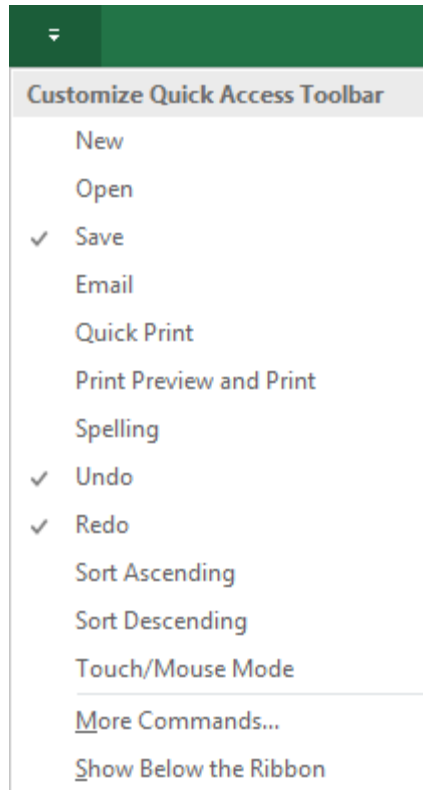 Customize Quick Access Toolbar
New
Open
Save
Email
Quick Print
Print Preview and Print
Spelling
Undo
Redo
Sort Ascending
Sort Descending
Touch/Mouse Mode
More Commands...
Show Below the Ribbon